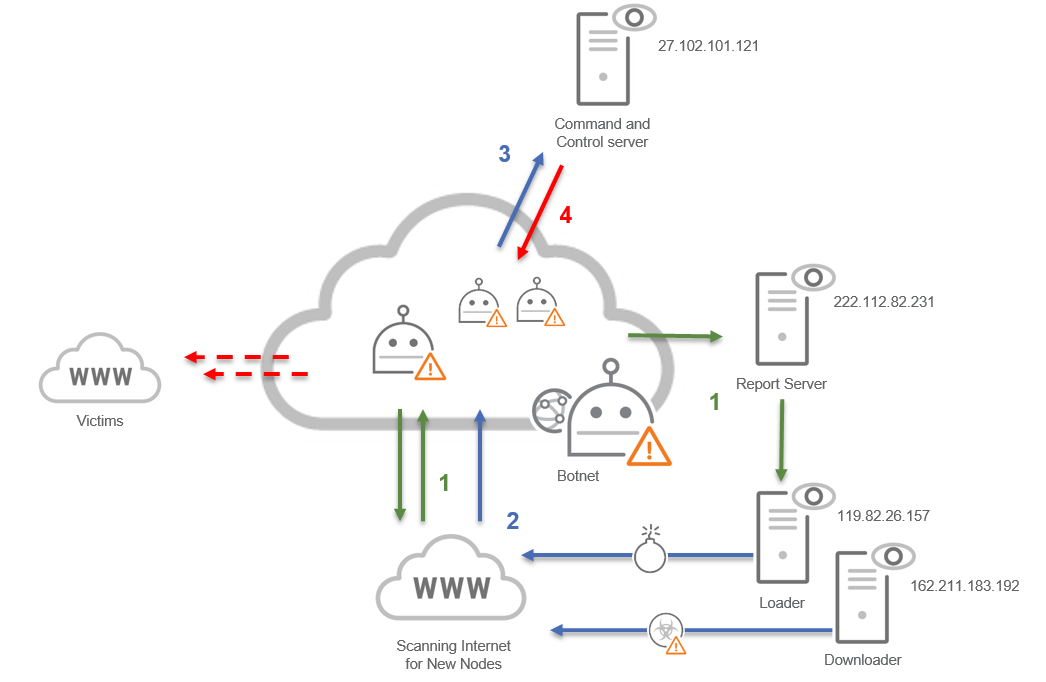 27.102.101.121
Command and
Control server
3
4
222.112.82.231
Report Server
WWW
Victims
1
1
Botnet
2
119.82.26.157
Loader
162.211.183.192
Downloader
WWW
Scanning Internet
for New Nodes